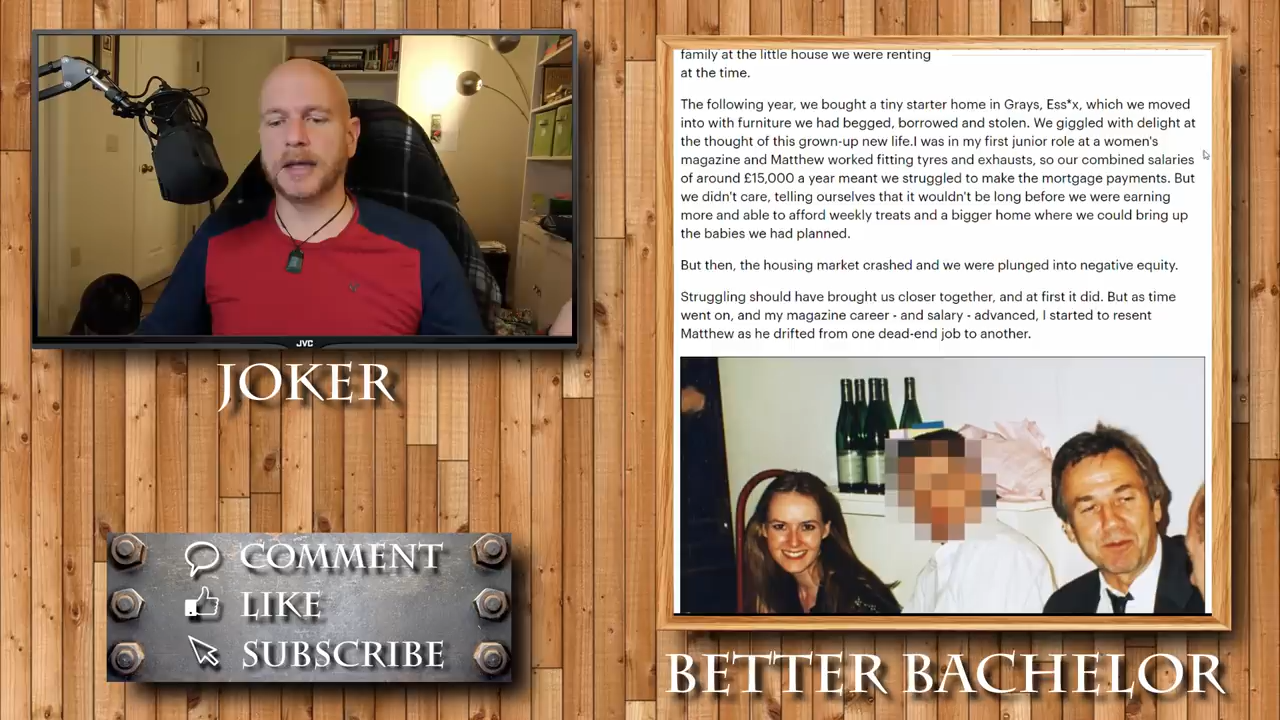 JVC
JOKER
COMMENT
LIKE
SUBSCRIBE
family at the little house we were renting
at the time.
The following year, we bought a tiny starter home in Grays, Ess*x, which we moved
into with furniture we had begged, borrowed and stolen. We giggled with delight at
the thought of this grown-up new life.I was in my first junior role at a women's
magazine and Matthew worked fitting tyres and exhausts, so our combined salaries
of around £15,000 a year meant we struggled to make the mortgage payments. But
we didn't care, telling ourselves that it wouldn't be long before we were earning
more and able to afford weekly treats and a bigger home where we could bring up
the babies we had planned.
But then, the housing market crashed and we were plunged into negative equity.
Struggling should have brought us closer together, and at first it did. But as time
went on, and my magazine career - and salary - advanced, I started to resent
Matthew as he drifted from one dead-end job to another.
BETTER BACHELOR